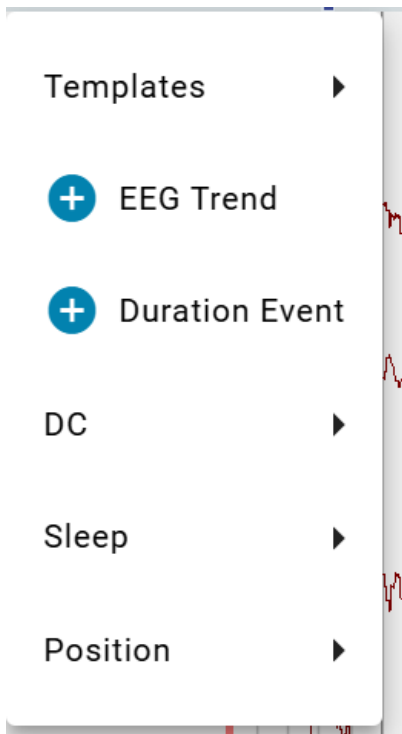 Templates
EEG Trend
Duration Event
DC
Sleep
Position